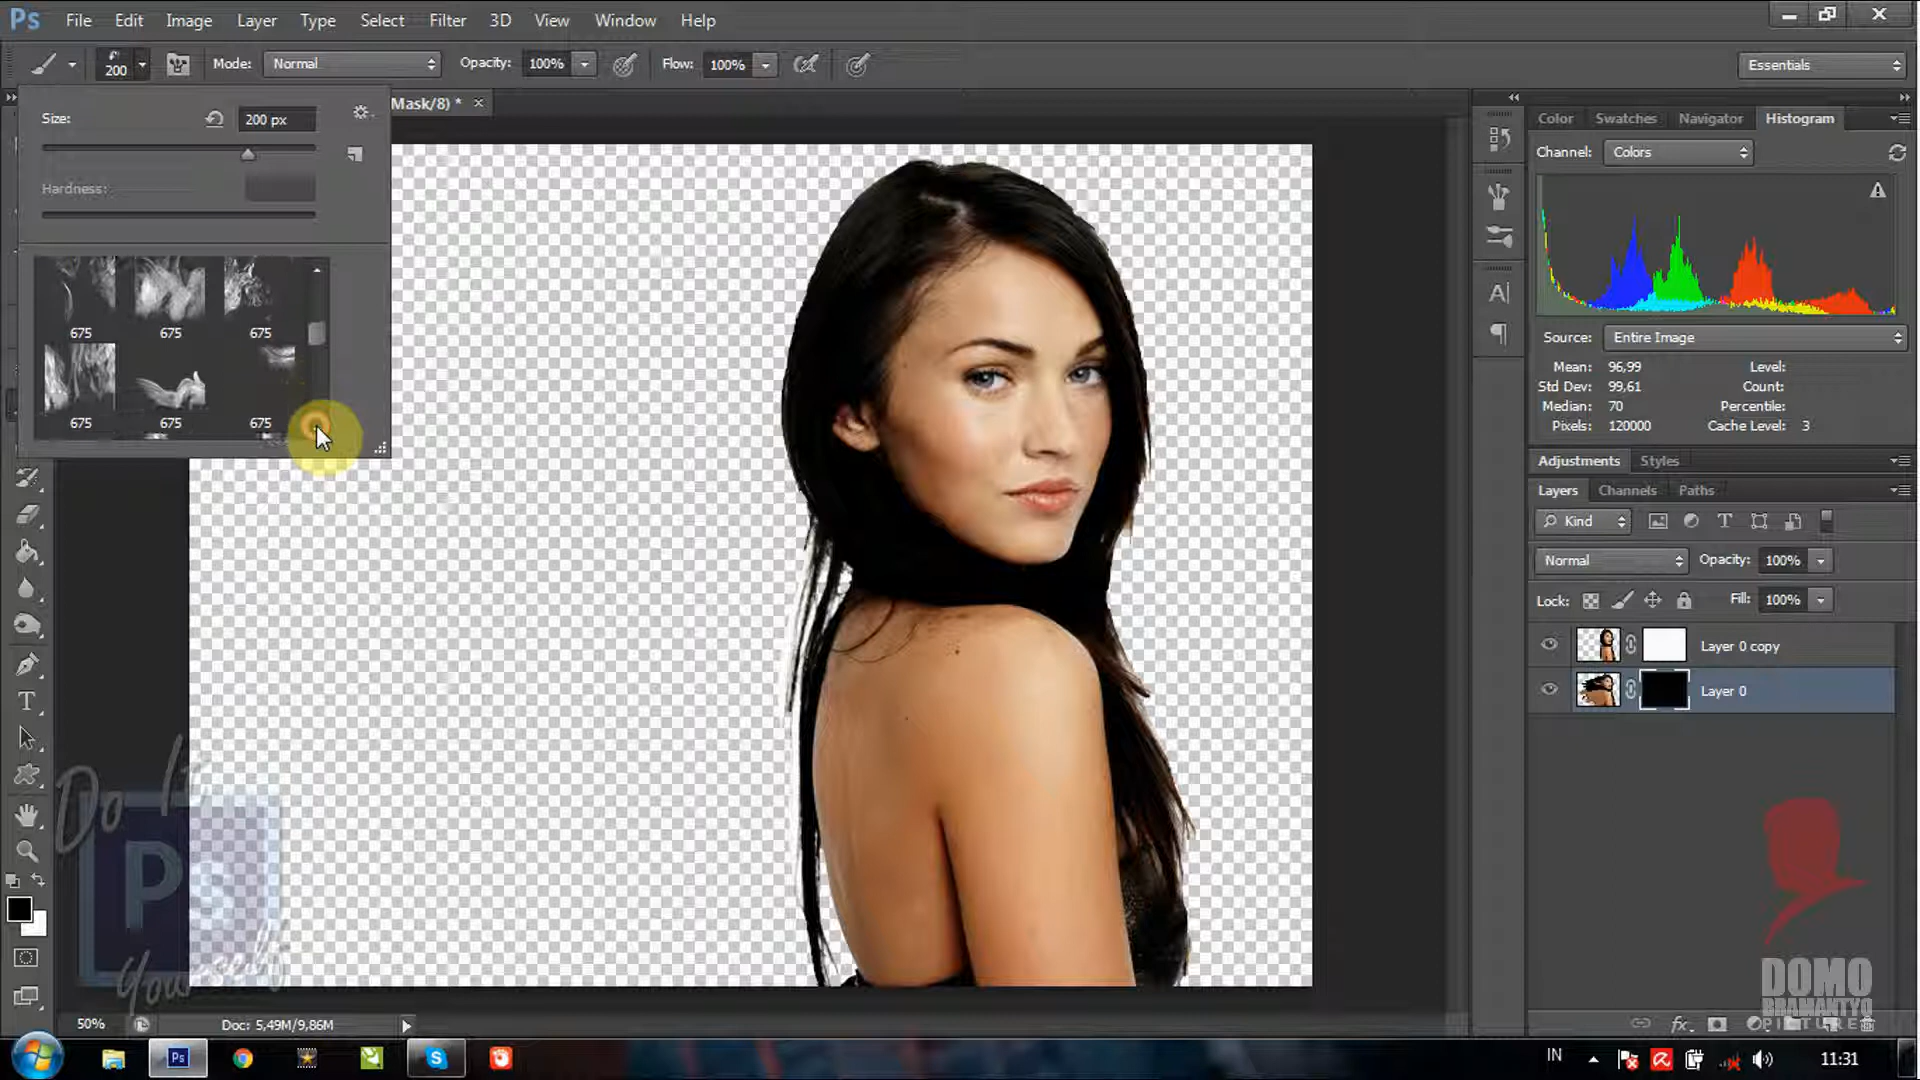 Ps File Edit Image Layer Type Select Filter 3D View Window Help
200 Mode: Normal Opacity: 100% Flow: 100% Essentials
Mask/8) * ×
Size: 200 px
Hardness:
675 675 675
675 675 675
Color Swatches Navigator Histogram
Channel: Colors
Source: Entire Image
Mean: 96,99 Level:
Std Dev: 99,61 Count:
Median: 70 Percentile:
Pixels: 120000 Cache Level: 3
Adjustments Styles
Layers Channels Paths
Kind
Normal Opacity: 100%
Lock: Fill: 100%
Layer 0 copy
Layer 0
Do It
Ps
Yourself
DOMO
BRAMANTYO
PICTURE
50% Doc: 5,49M/9,86M
Ps IN 11:31